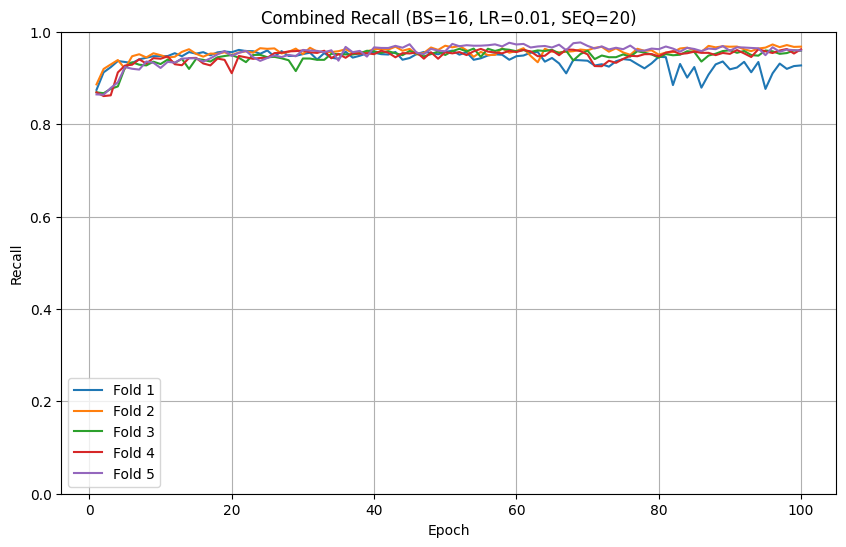 Combined Recall (BS=16, LR=0.01, SEQ=20)
1.0
0.8
0.6
0.4
0.2
0.0
Recall
Fold 1
Fold 2
Fold 3
Fold 4
Fold 5
0 20 40 60 80 100
Epoch